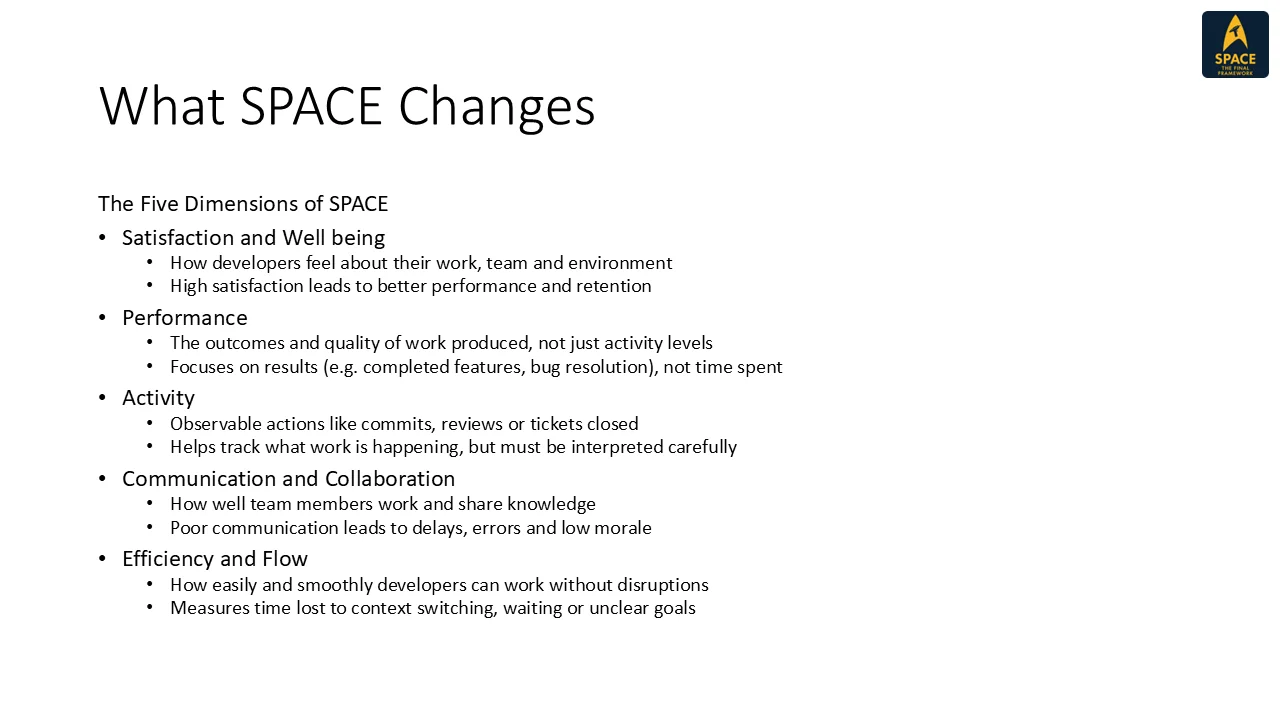 SPACE
THE FINAL
FRAMEWORK
What SPACE Changes
The Five Dimensions of SPACE
• Satisfaction and Well being
• How developers feel about their work, team and environment
• High satisfaction leads to better performance and retention
• Performance
• The outcomes and quality of work produced, not just activity levels
• Focuses on results (e.g. completed features, bug resolution), not time spent
• Activity
• Observable actions like commits, reviews or tickets closed
• Helps track what work is happening, but must be interpreted carefully
• Communication and Collaboration
• How well team members work and share knowledge
• Poor communication leads to delays, errors and low morale
• Efficiency and Flow
• How easily and smoothly developers can work without disruptions
• Measures time lost to context switching, waiting or unclear goals